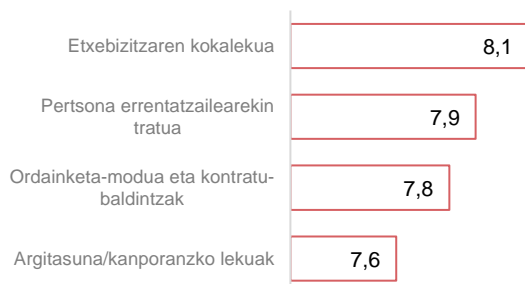 Etxebizitzaren kokalekua
8,1
Pertsona errentatzailearekin
tratua
7,9
Ordainketa-modua eta kontratu-
baldintzak
7,8
Argitasuna/kanporanzko lekuak
7,6